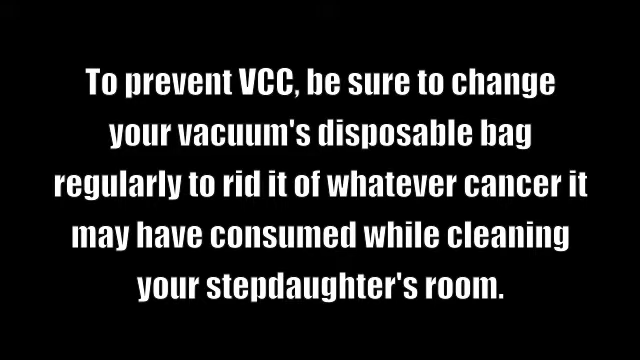 To prevent VCC, be sure to change
your vacuum's disposable bag
regularly to rid it of whatever cancer it
may have consumed while cleaning
your stepdaughter's room.